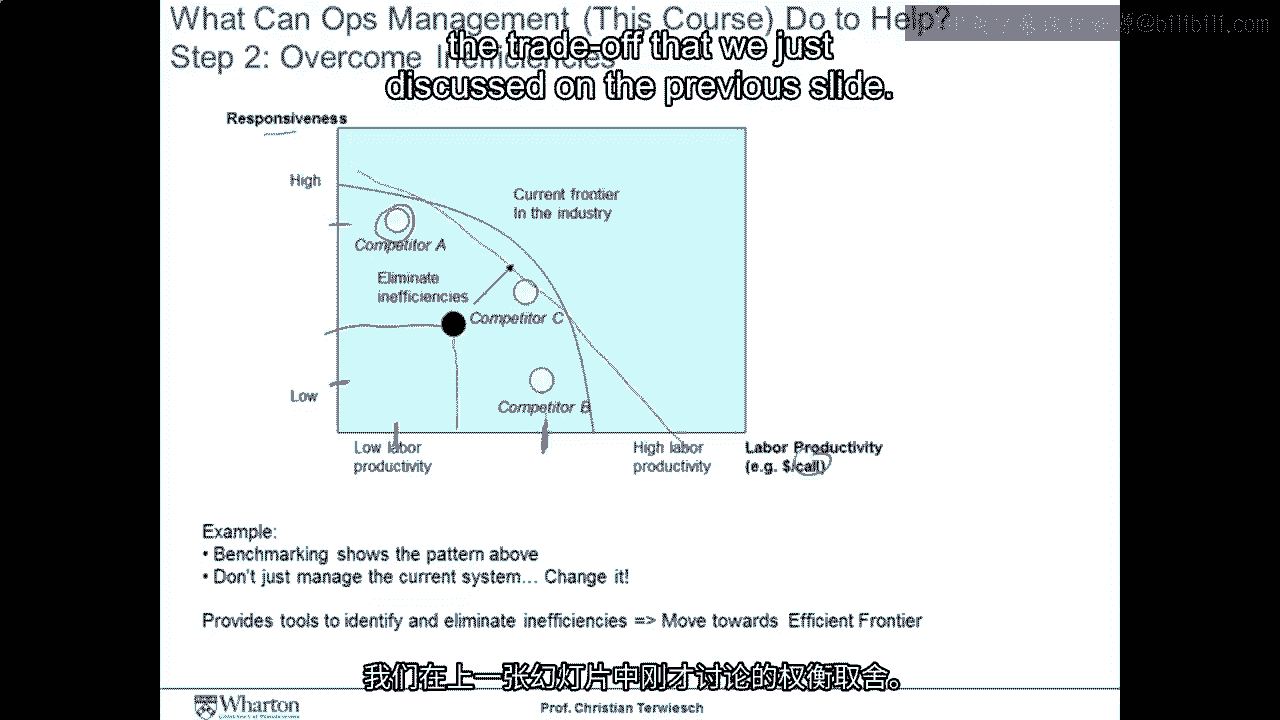 What Can Ops Management (This Course) Do to Help?
Step 2: Overcome Inefficiencies
the trade-off that we just
discussed on the previous slide.
@bilibili.com
Responsiveness
High
Current frontier
In the industry
Competitor A
Eliminate
inefficiencies
Competitor C
Low
Competitor B
Low labor
productivity
High labor
productivity
Labor Productivity
(e.g. $/call)
Example:
• Benchmarking shows the pattern above
• Don't just manage the current system... Change it!
Provides tools to identify and eliminate inefficiencies => Move towards Efficient Frontier
我们在上一张幻灯片中刚才讨论的权衡取舍。
Wharton
Prof. Christian Terwiesch